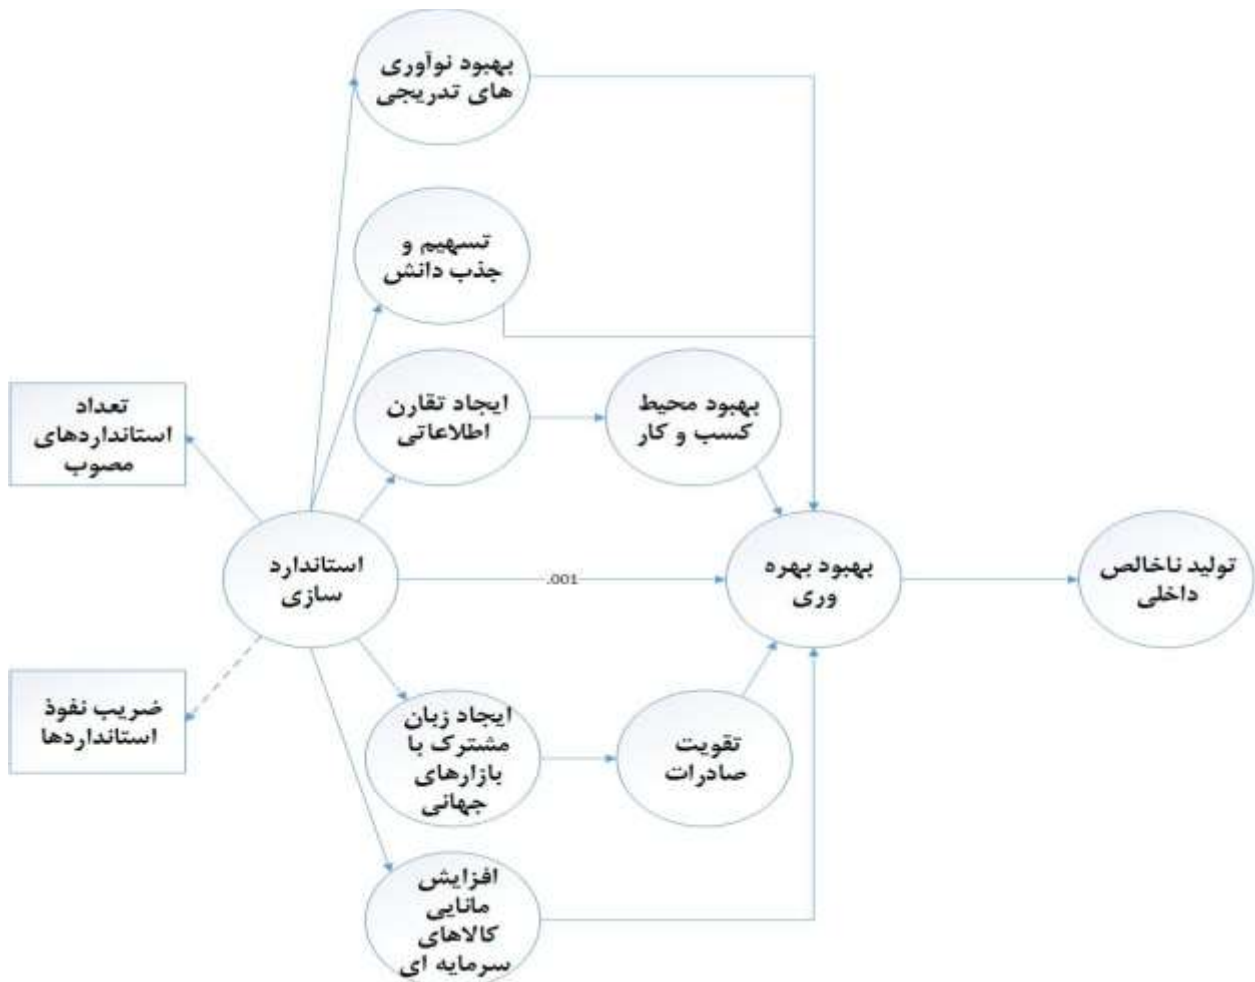 بهبود نوآوری
های تدریجی
تسهیم و
جذب دانش
ایجاد تقارن
اطلاعاتی
بهبود محیط
کسب و کار
تعداد
استانداردهای
مصوب
استاندارد
سازی
.001
بهبود بهره
وری
تولید ناخالص
داخلی
ضریب نفوذ
استانداردها
ایجاد زبان
مشترک با
بازارهای
جهانی
تقویت
صادرات
افزایش
مانایی
کالاهای
سرمایه ای